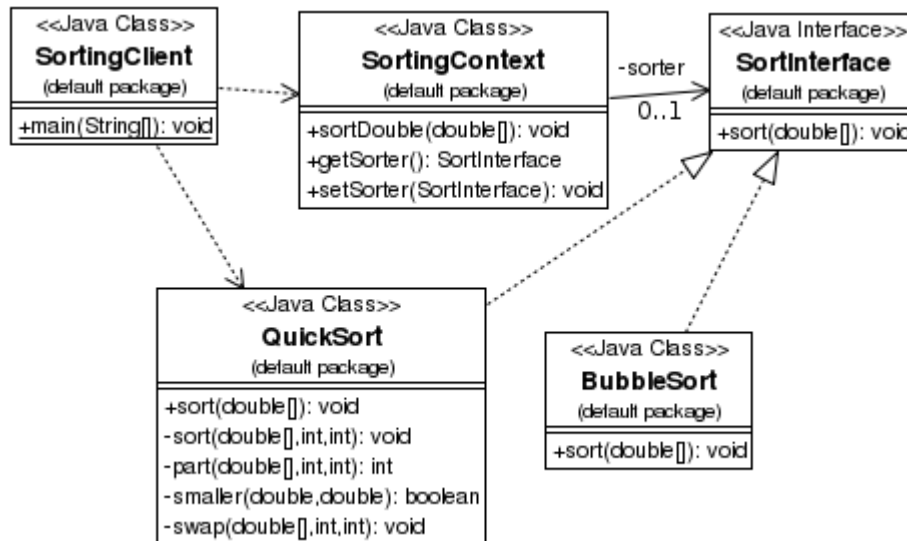 <<Java Class>>
SortingClient
(default package)
+main(String[]): void
<<Java Class>>
SortingContext
(default package)
+sortDouble(double[]): void
+getSorter(): SortInterface
+setSorter(SortInterface): void
-sorter
0..1
<<Java Interface>>
SortInterface
(default package)
+sort(double[]): void
<<Java Class>>
QuickSort
(default package)
+sort(double[]): void
-sort(double[],int,int): void
-part(double[],int,int): int
-smaller(double,double): boolean
-swap(double[],int,int): void
<<Java Class>>
BubbleSort
(default package)
+sort(double[]): void